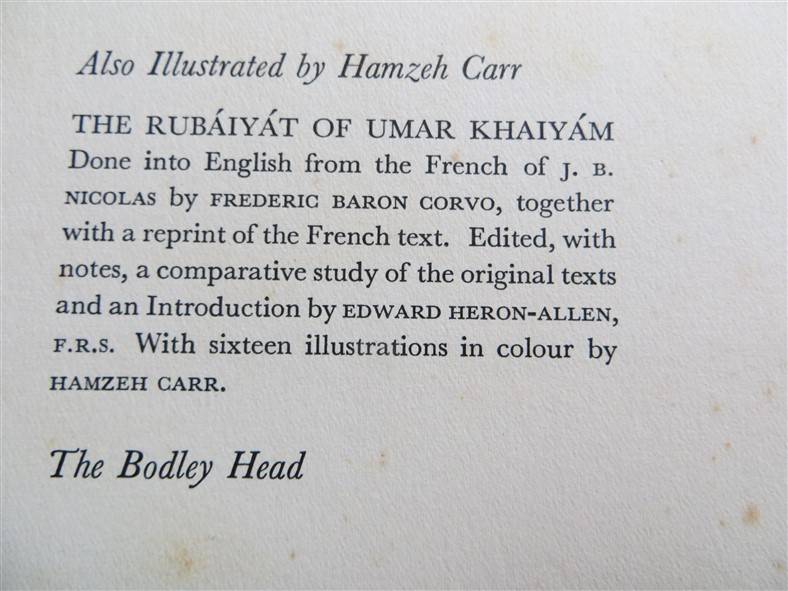 Also Illustrated by Hamzeh Carr
THE RUBÁIYÁT OF UMAR KHAIYÁM
Done into English from the French of J. B.
NICOLAS by FREDERIC BARON CORVO, together
with a reprint of the French text. Edited, with
notes, a comparative study of the original texts
and an Introduction by EDWARD HERON-ALLEN,
F.R.S. With sixteen illustrations in colour by
HAMZEH CARR.
The Bodley Head